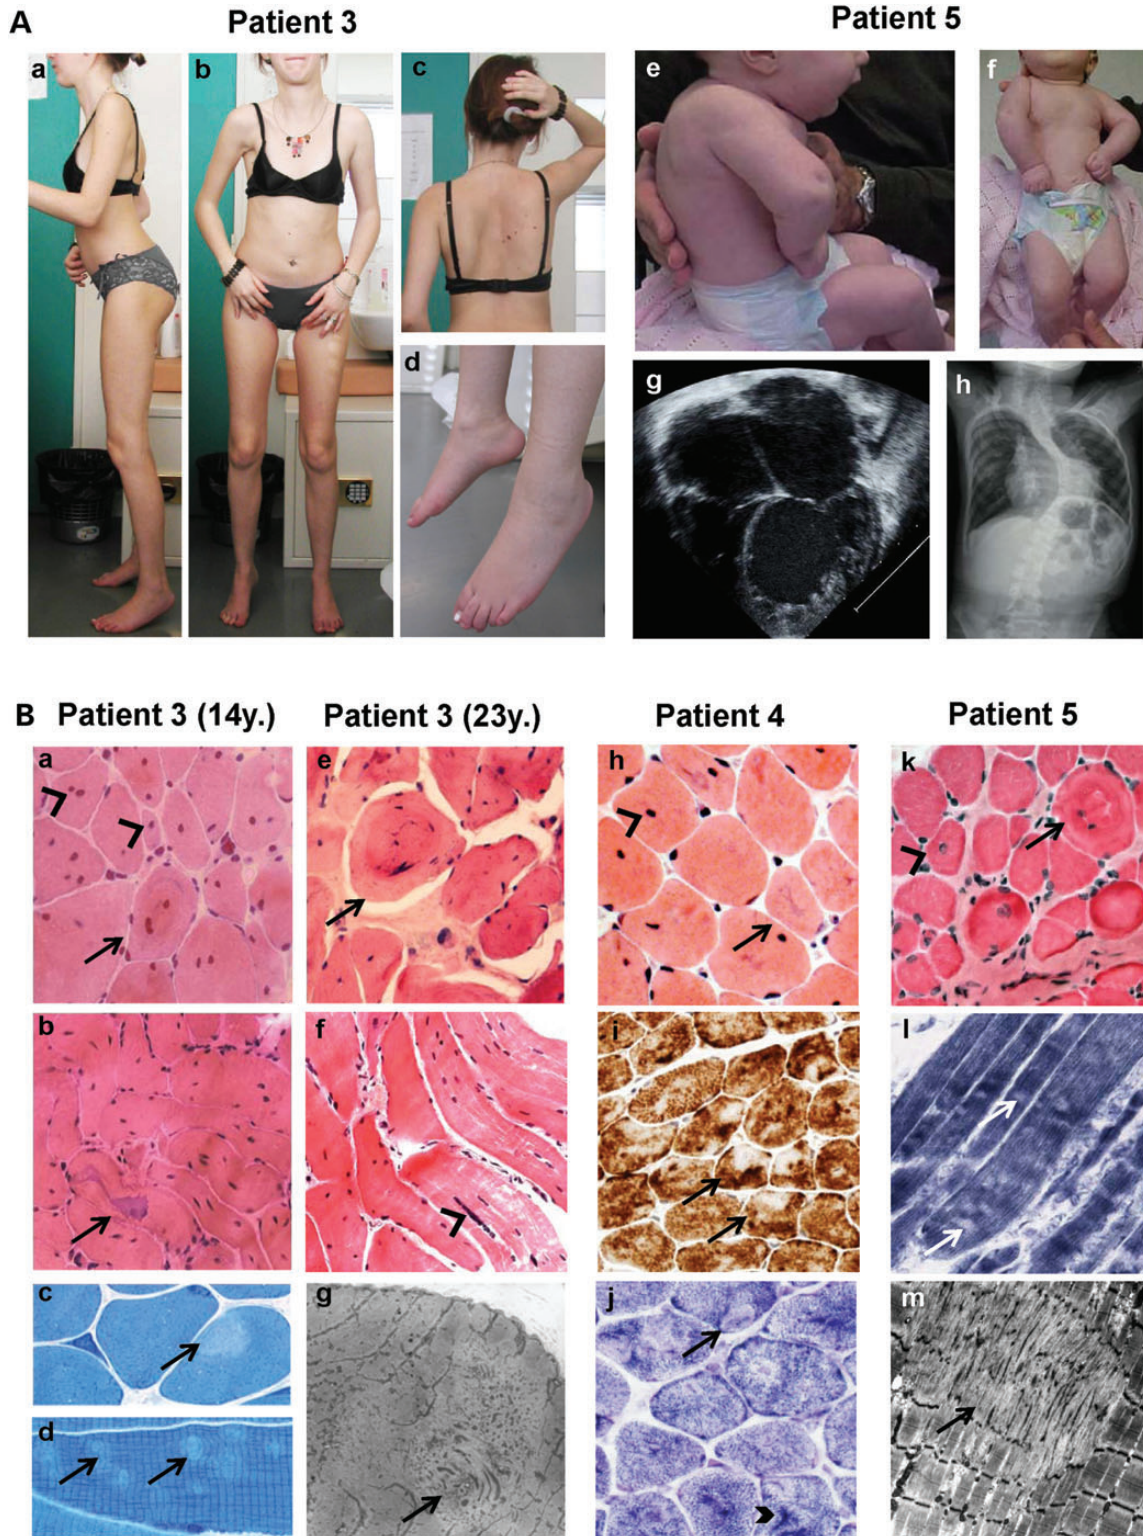 A
Patient 3
Patient 5
a
b
c
d
e
f
g
h
B
Patient 3 (14y.)
Patient 3 (23y.)
Patient 4
Patient 5
a
e
h
k
b
f
i
l
c
g
j
m
d